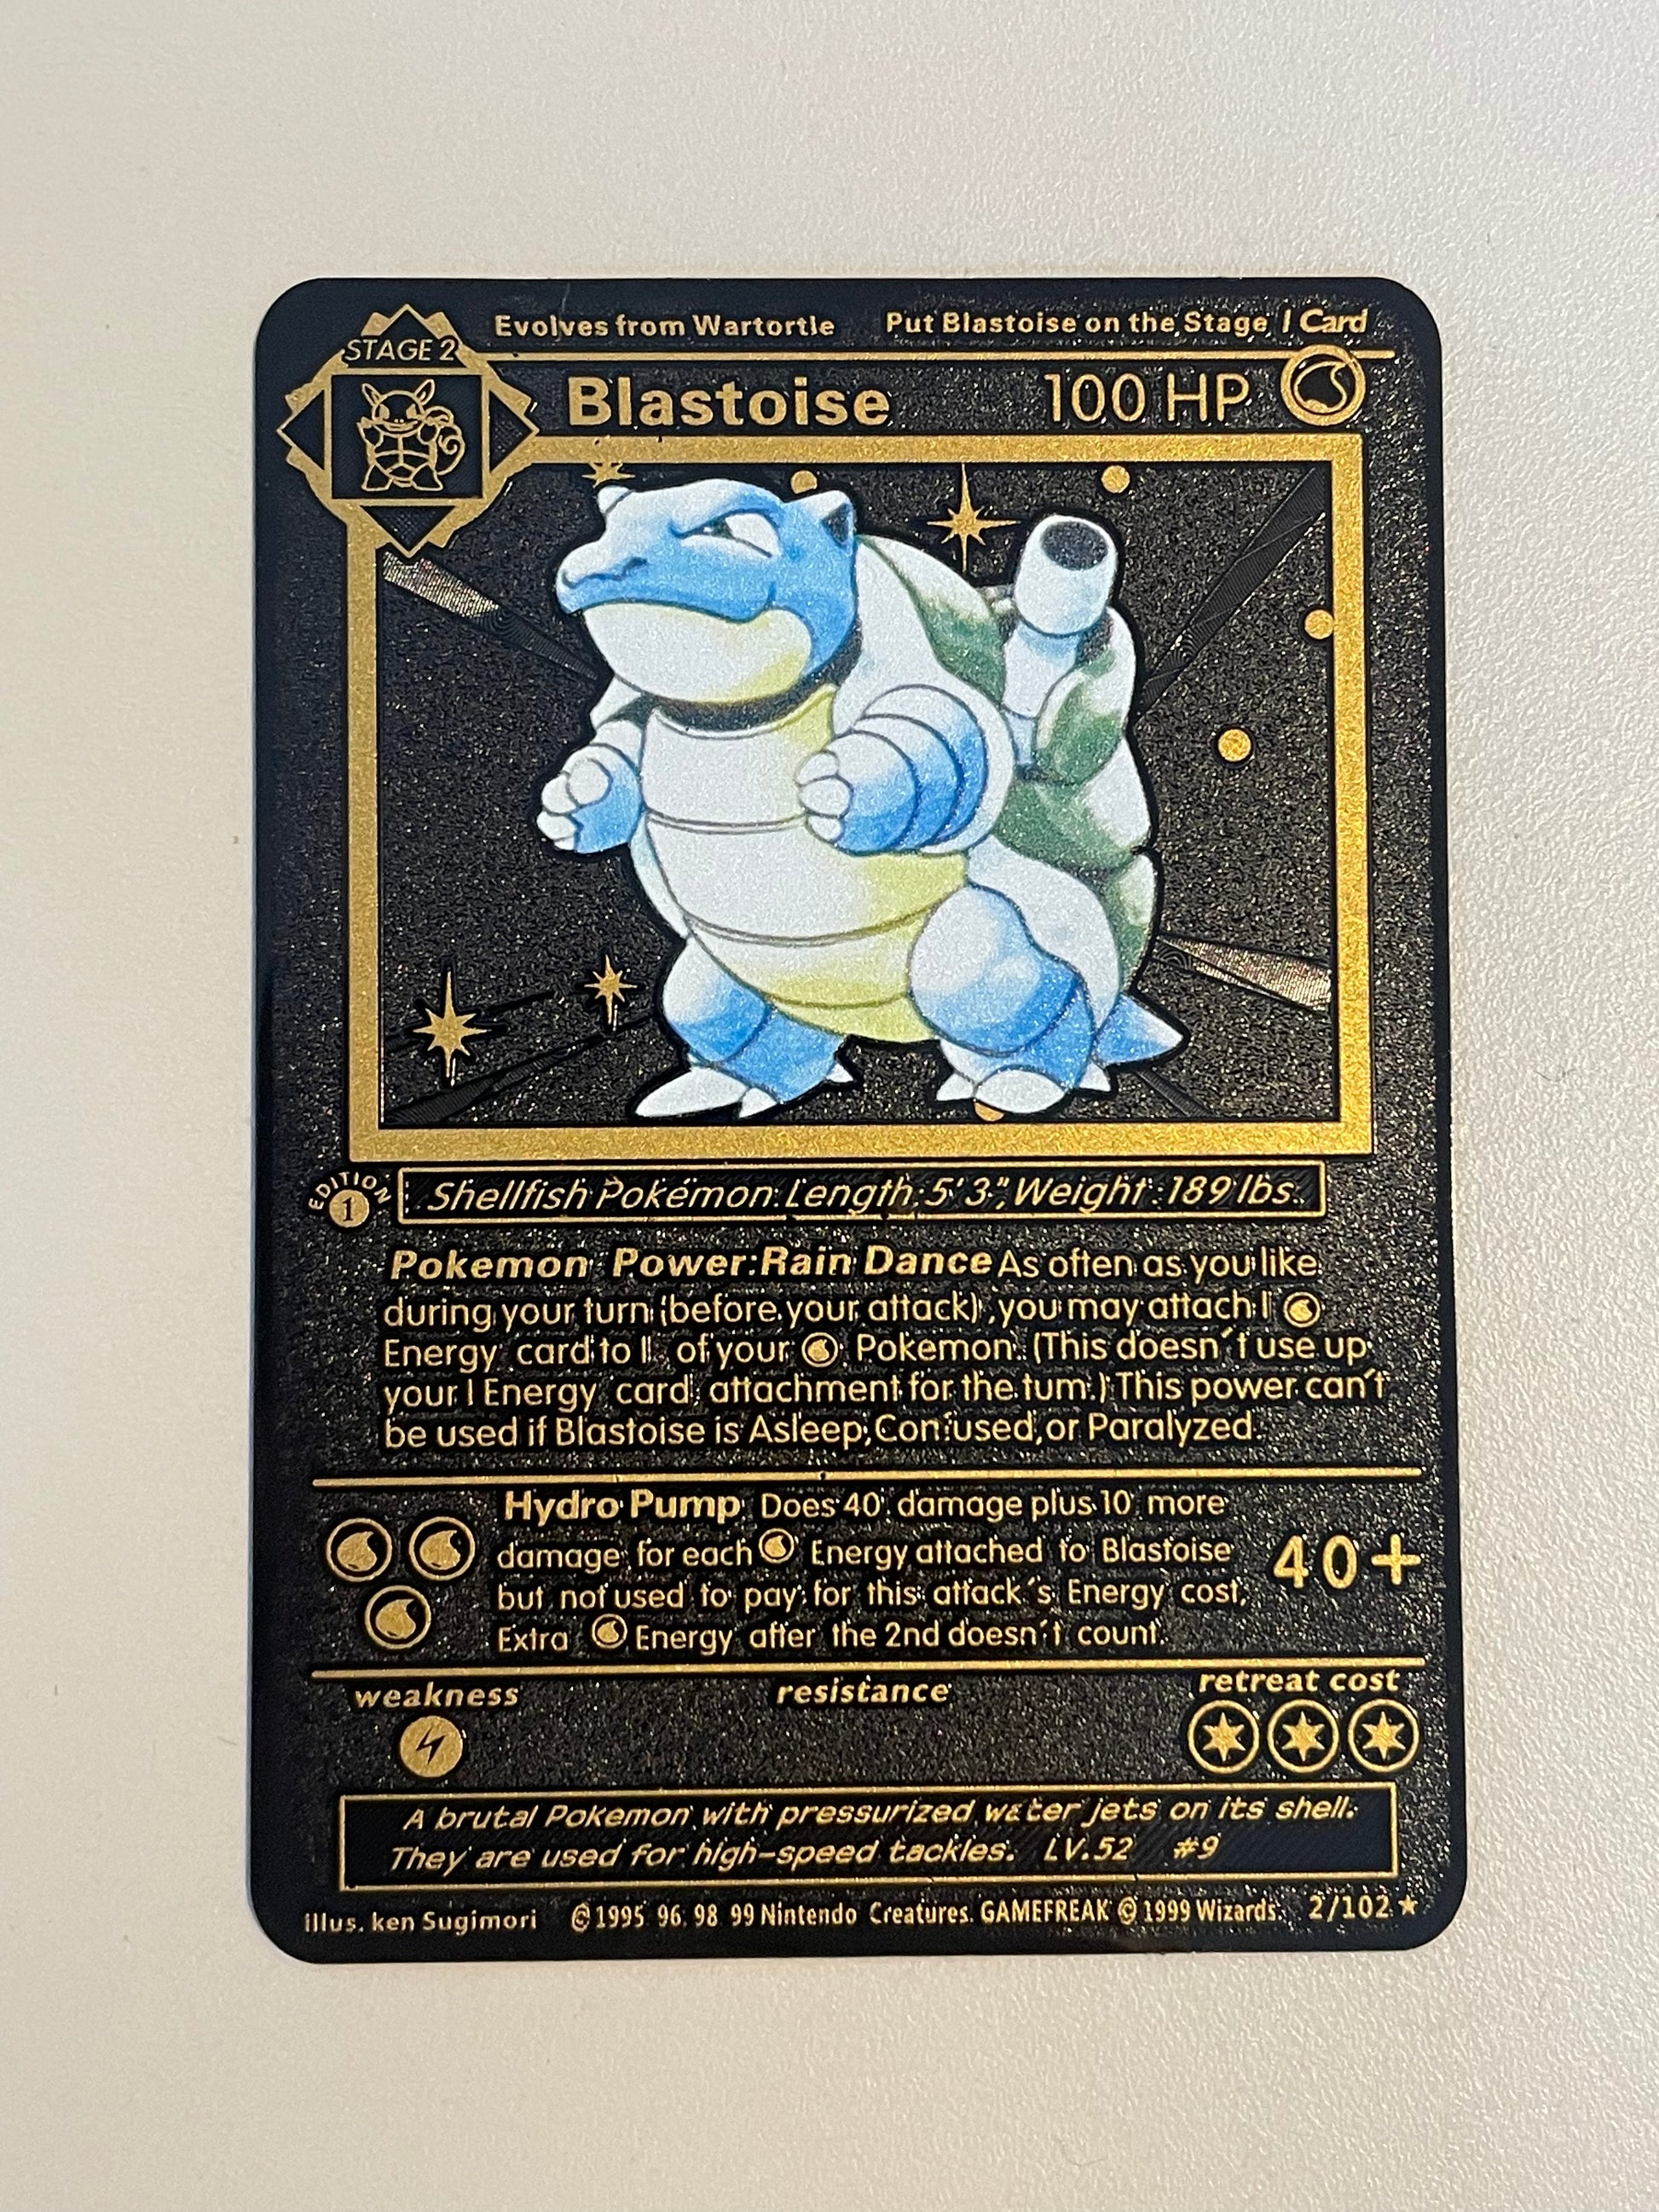 Evolves from Wartortle Put Blastoise on the Stage 1 Card
STAGE 2
Blastoise 100 HP
EDITION
1
Shellfish Pokémon. Length: 5' 3", Weight: 189 lbs.
Pokemon Power: Rain Dance As often as you like
during your turn (before your attack), you may attach 1
Energy card to 1 of your Pokemon. (This doesn't use up
your 1 Energy card attachment for the tum.) This power can't
be used if Blastoise is Asleep, Confused, or Paralyzed.
Hydro Pump Does 40 damage plus 10 more
damage for each Energy attached to Blastoise
but not used to pay for this attack's Energy cost,
Extra Energy after the 2nd doesn't count.
40+
weakness resistance retreat cost
A brutal Pokemon with pressurized water jets on its shell.
They are used for high-speed tackles. LV.52 #9
illus. ken Sugimori © 1995 96 98 99 Nintendo Creatures. GAMEFREAK © 1999 Wizards. 2/102 ★